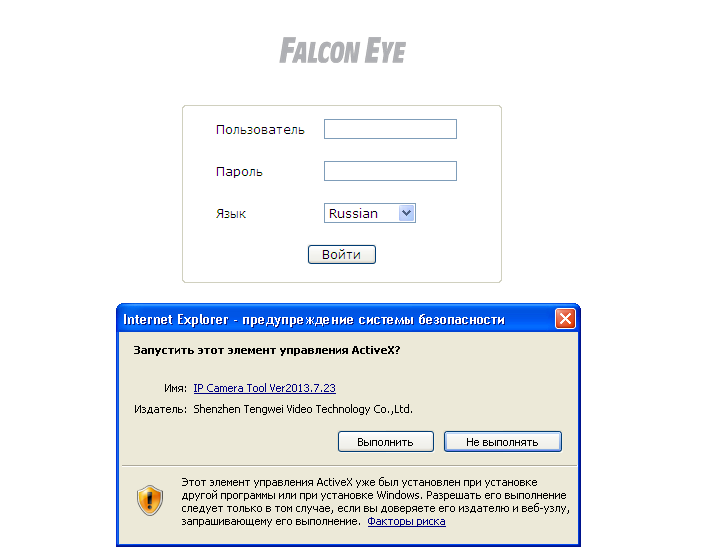 FALCON EYE
Пользователь
Пароль
Язык Russian
Войти
Internet Explorer - предупреждение системы безопасности
Запустить этот элемент управления ActiveX?
Имя: IP Camera Tool Ver2013.7.23
Издатель: Shenzhen Tengwei Video Technology Co.,Ltd.
Выполнить Не выполнять
Этот элемент управления ActiveX уже был установлен при установке
другой программы или при установке Windows. Разрешать его выполнение
следует только в том случае, если вы доверяете его издателю и веб-узлу,
запрашивающему его выполнение. Факторы риска